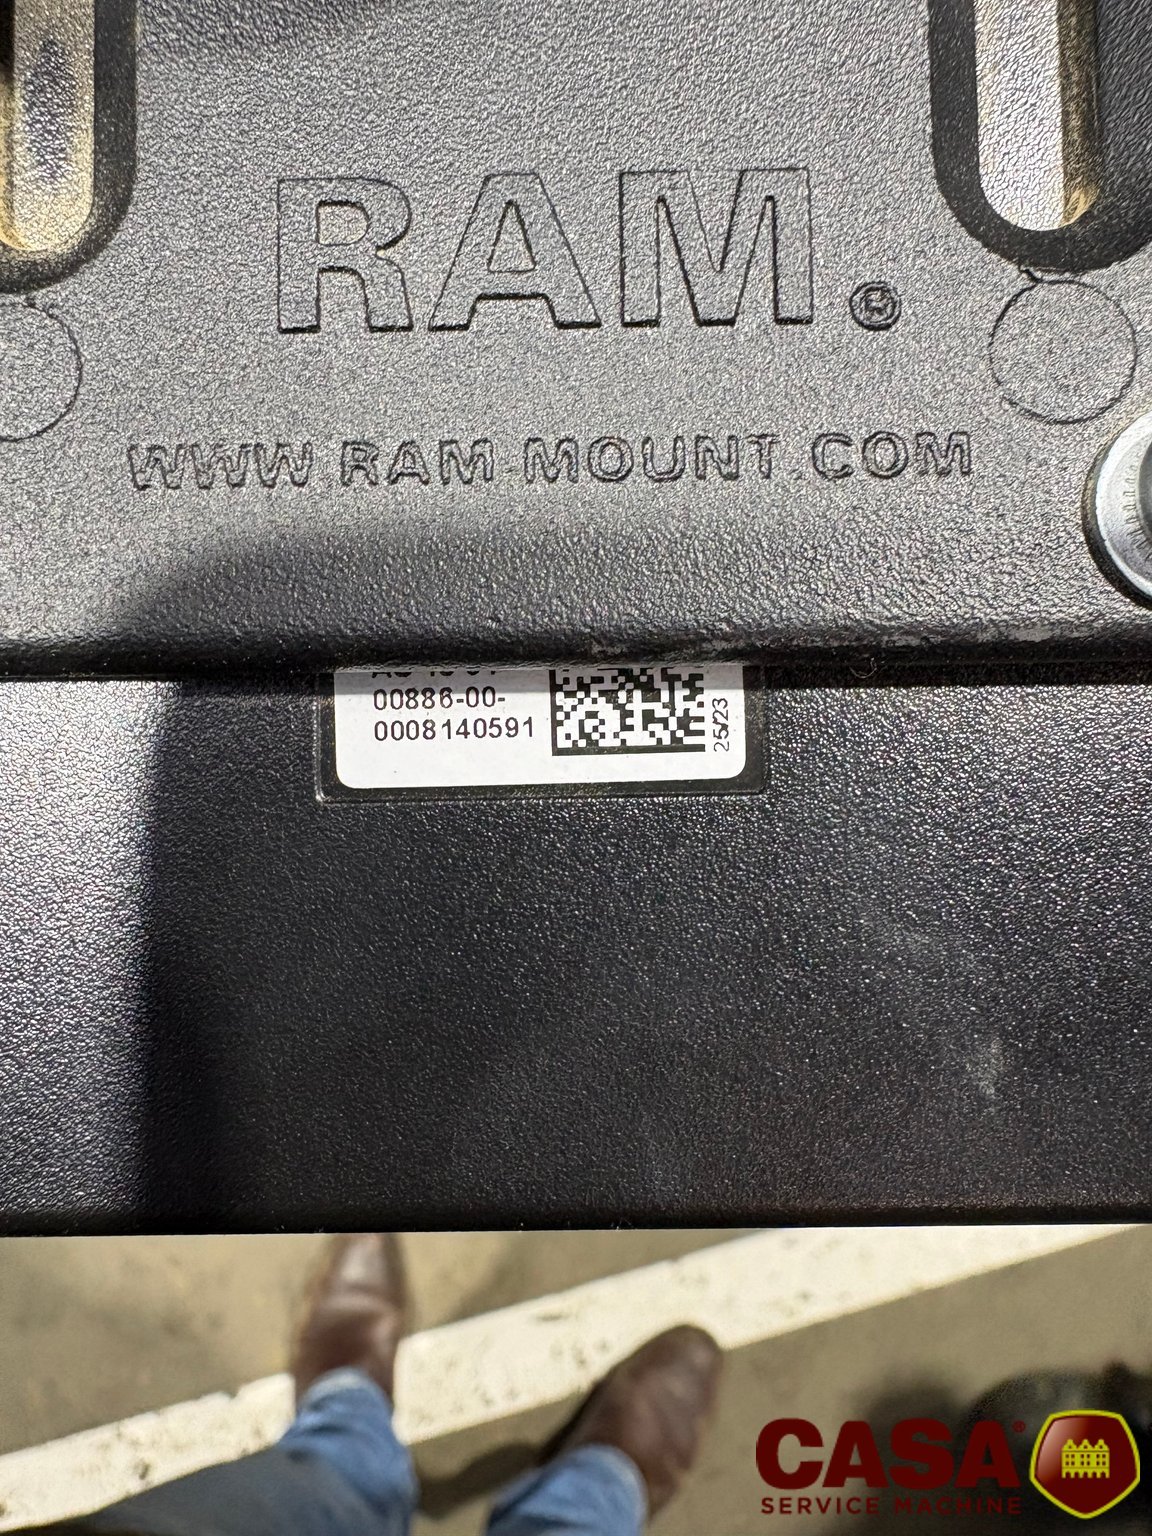 RAM®
WWW.RAM-MOUNT.COM
00886-00-
0008140591
25/23
CASA®
SERVICE MACHINE